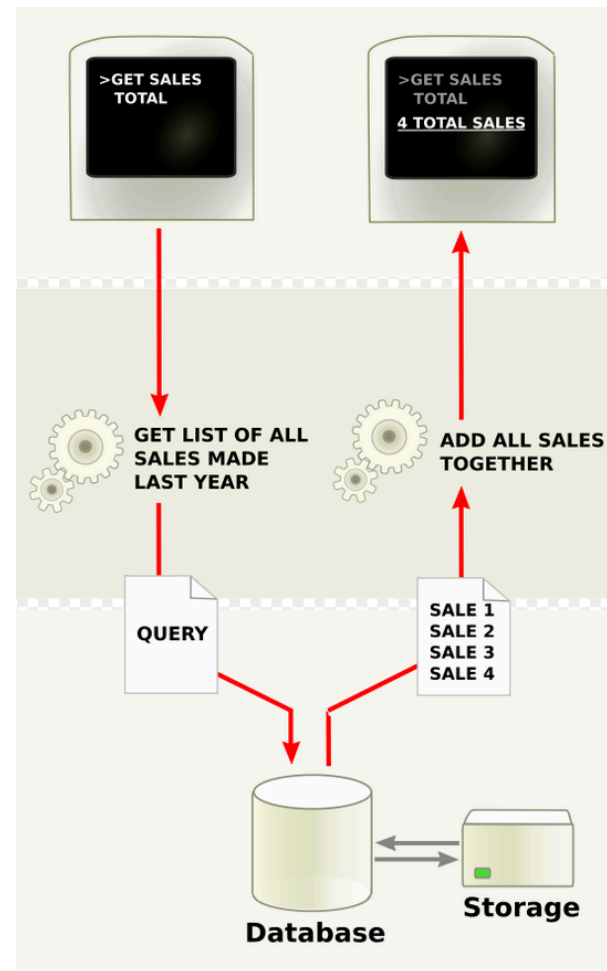 >GET SALES
TOTAL
>GET SALES
TOTAL
4 TOTAL SALES
GET LIST OF ALL
SALES MADE
LAST YEAR
ADD ALL SALES
TOGETHER
QUERY
SALE 1
SALE 2
SALE 3
SALE 4
Database
Storage